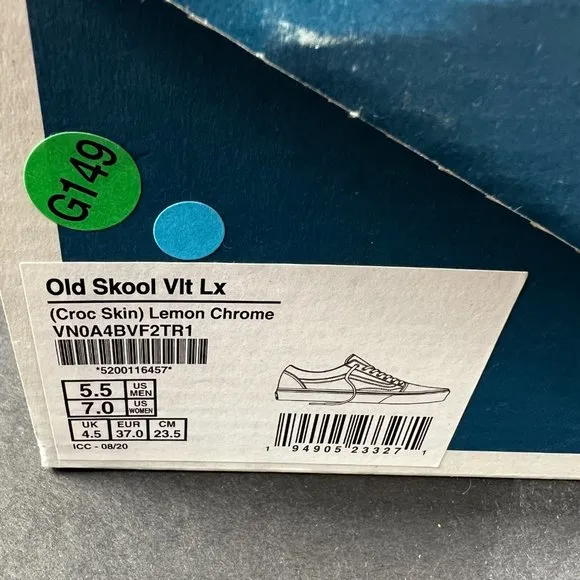 G149
Old Skool Vlt Lx
(Croc Skin) Lemon Chrome
VN0A4BVF2TR1
*5200116457*
5.5 US MEN
7.0 US WOMEN
UK EUR CM
4.5 37.0 23.5
ICC - 08/20
1 94905 23327 1